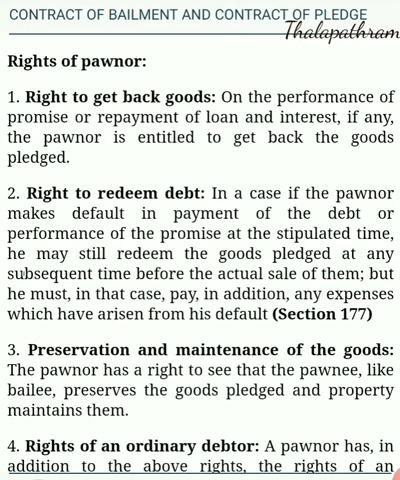 CONTRACT OF BAILMENT AND CONTRACT OF PLEDGE
Thalapathram
Rights of pawnor:
1. Right to get back goods: On the performance of
promise or repayment of loan and interest, if any,
the pawnor is entitled to get back the goods
pledged.
2. Right to redeem debt: In a case if the pawnor
makes default in payment of the debt or
performance of the promise at the stipulated time,
he may still redeem the goods pledged at any
subsequent time before the actual sale of them; but
he must, in that case, pay, in addition, any expenses
which have arisen from his default (Section 177)
3. Preservation and maintenance of the goods:
The pawnor has a right to see that the pawnee, like
bailee, preserves the goods pledged and property
maintains them.
4. Rights of an ordinary debtor: A pawnor has, in
addition to the above rights, the rights of an